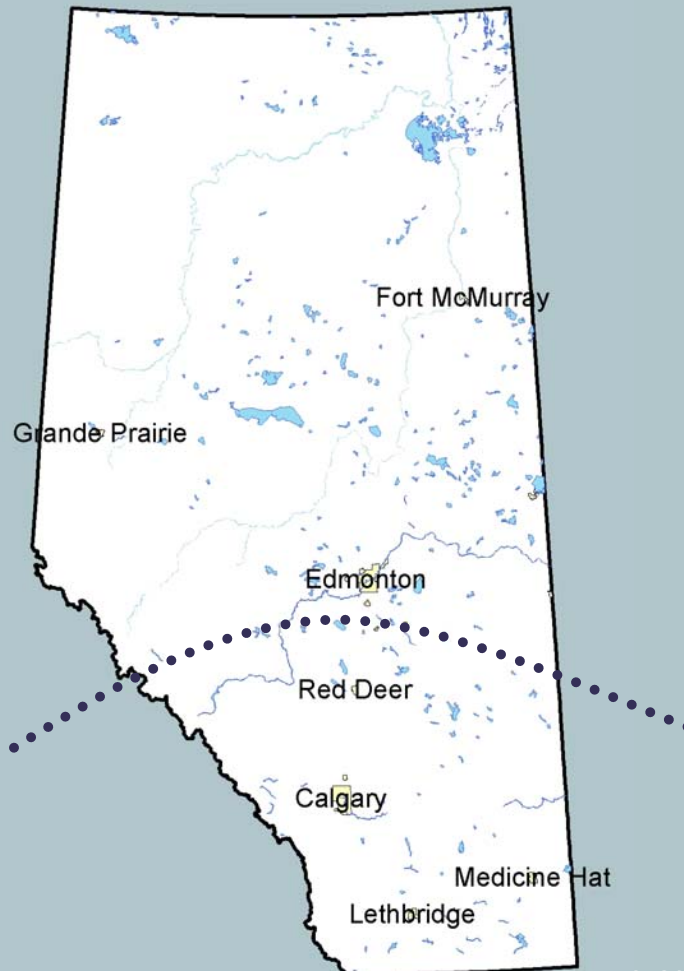 Fort McMurray
Grande Prairie
Edmonton
Red Deer
Calgary
Medicine Hat
Lethbridge